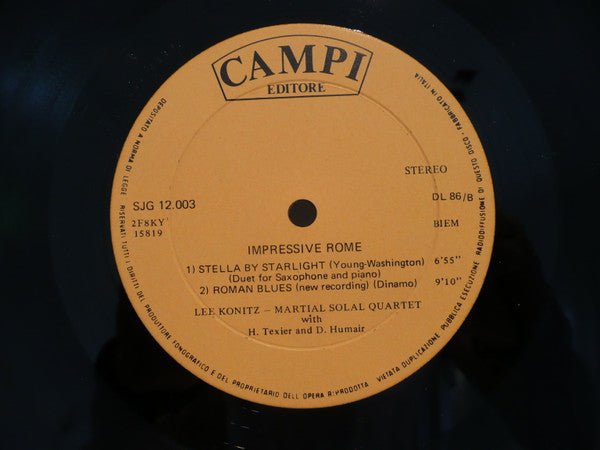 CAMPI
EDITORE
STEREO
SJG 12.003
DL 86/B
2F8KY
15819
BIEM
IMPRESSIVE ROME
1) STELLA BY STARLIGHT (Young-Washington) 6'55"
(Duet for Saxophone and piano)
2) ROMAN BLUES (new recording) (Dinamo) 9'10"
LEE KONITZ – MARTIAL SOLAL QUARTET
with
H. Texier and D. Humair
DEPOSITATO A NORMA DI LEGGE RISERVATI TUTTI I DIRITTI DEL PRODUTTORE FONOGRAFICO E DEL PROPRIETARIO DELL OPERA RIPRODOTTA - VIETATA DUPLICAZIONE PUBBLICA ESECUZIONE RADIODIFFUSIONE DI QUESTO DISCO - FABBRICATO IN ITALIA